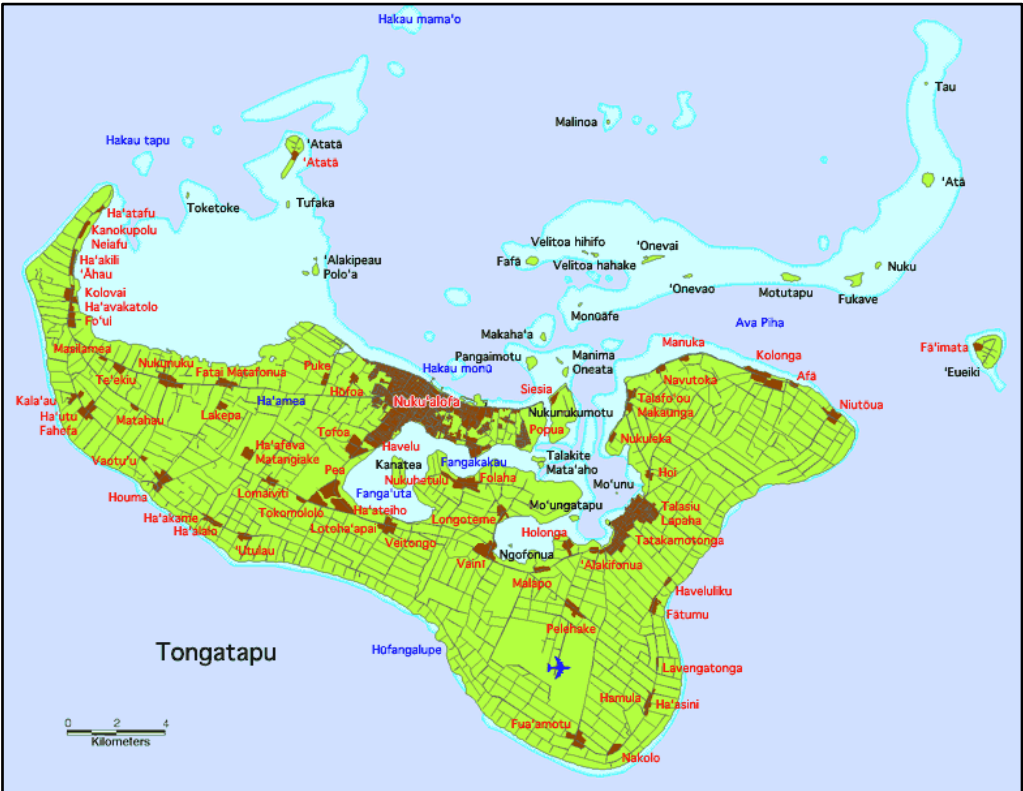 Hakau mama'o
Tau
Malinoa
Hakau tapu
'Atatā
'Atatā
'Atā
Toketoke
Tufaka
Ha'atafu
Kanokupolu
Neiafu
Ha'akili
'Āhau
Kolovai
Ha'avakatolo
Fo'ui
'Alakipeau
Polo'a
Velitoa hihifo
'Onevai
Fafá
Velitoa hahake
Nuku
'Onevao
Motutapu
Fukave
Monūafe
Ava Piha
Makaha'a
Manuka
Fā'imata
'Eueiki
Masilamea
Nukunuku
Te'ekiu
Fatai
Matafonua
Puke
Hakau monū
Pangaimotu
Manima
Oneata
Kolonga
Afā
Navutoka
Hofoa
Siesia
Kala'au
Ha'utu
Fahefa
Matahau
Lakepa
Ha'amea
Nuku'alofa
Talafo'ou
Makaunga
Niutōua
Nukunukumotu
Popua
Tofoa
Havelu
Nukuleka
Ha'afeva
Matangiake
Pea
Kanatea
Fangakakau
Talakite
Mata'aho
Vaotu'u
Nukuhetulu
Folaha
Hoi
Houma
Lomaiviti
Fanga'uta
Mo'unu
Tokomololo
Ha'ateiho
Mo'ungatapu
Talasiu
Lapaha
Ha'akame
Ha'alalo
Lotoha'apai
Longoteme
Veitongo
Holonga
Tatakamotonga
'Utulau
Vainī
Ngofonua
'Alakifonua
Malapo
Haveluliku
Fātumu
Pelehake
Tongatapu
Hūfangalupe
Lavengatonga
Hamula
Ha'asini
Fua'amotu
Nakolo
0 2 4
Kilometers